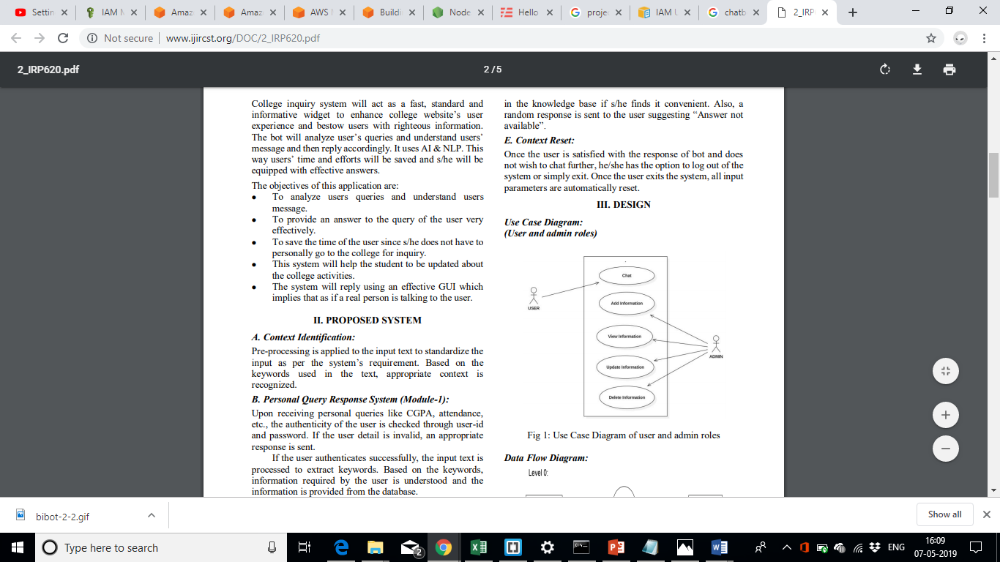 Settin
IAM M
Amaz
Amaz
AWS
Buildi
Node
Hello
projec
IAM U
chatb
2_IRP
Not secure
www.ijircst.org/DOC/2_IRP620.pdf
2_IRP620.pdf
2 / 5
College inquiry system will act as a fast, standard and
informative widget to enhance college website's user
experience and bestow users with righteous information.
The bot will analyze user's queries and understand users'
message and then reply accordingly. It uses AI & NLP. This
way users' time and efforts will be saved and s/he will be
equipped with effective answers.
The objectives of this application are:
• To analyze users queries and understand users
message.
• To provide an answer to the query of the user very
effectively.
• To save the time of the user since s/he does not have to
personally go to the college for inquiry.
• This system will help the student to be updated about
the college activities.
• The system will reply using an effective GUI which
implies that as if a real person is talking to the user.
II. PROPOSED SYSTEM
A. Context Identification:
Pre-processing is applied to the input text to standardize the
input as per the system's requirement. Based on the
keywords used in the text, appropriate context is
recognized.
B. Personal Query Response System (Module-1):
Upon receiving personal queries like CGPA, attendance,
etc., the authenticity of the user is checked through user-id
and password. If the user detail is invalid, an appropriate
response is sent.
If the user authenticates successfully, the input text is
processed to extract keywords. Based on the keywords,
information required by the user is understood and the
information is provided from the database.
in the knowledge base if s/he finds it convenient. Also, a
random response is sent to the user suggesting “Answer not
available”.
E. Context Reset:
Once the user is satisfied with the response of bot and does
not wish to chat further, he/she has the option to log out of the
system or simply exit. Once the user exits the system, all input
parameters are automatically reset.
III. DESIGN
Use Case Diagram:
(User and admin roles)
Chat
USER
Add Information
View Information
ADMIN
Update Information
Delete Information
Fig 1: Use Case Diagram of user and admin roles
Data Flow Diagram:
Level 0:
bibot-2-2.gif
Show all
Type here to search
2
ENG
16:09
07-05-2019